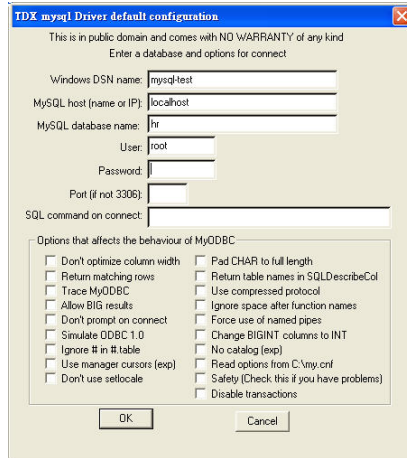 TDX mysql Driver default configuration
This is in public domain and comes with NO WARRANTY of any kind
Enter a database and options for connect
Windows DSN name: mysql-test
MySQL host (name or IP): localhost
MySQL database name: hr
User: root
Password:
Port (if not 3306):
SQL command on connect:
Options that affects the behaviour of MyODBC
Don't optimize column width
Return matching rows
Trace MyODBC
Allow BIG results
Don't prompt on connect
Simulate ODBC 1.0
Ignore # in #.table
Use manager cursors (exp)
Don't use setlocale
Pad CHAR to full length
Return table names in SQLDescribeCol
Use compressed protocol
Ignore space after function names
Force use of named pipes
Change BIGINT columns to INT
No catalog (exp)
Read options from C:\my.cnf
Safety (Check this if you have problems)
Disable transactions
OK
Cancel